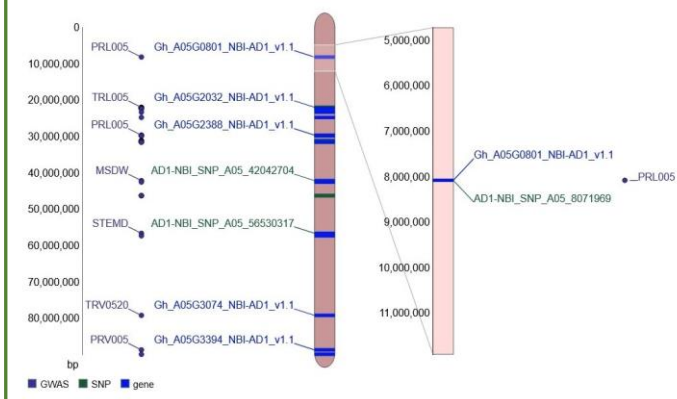 0
PRL005 Gh_A05G0801_NBI-AD1_v1.1
10,000,000
TRL005 Gh_A05G2032_NBI-AD1_v1.1
20,000,000
PRL005 Gh_A05G2388_NBI-AD1_v1.1
30,000,000
MSDW AD1-NBI_SNP_A05_42042704
40,000,000
50,000,000
STEMD AD1-NBI_SNP_A05_56530317
60,000,000
70,000,000
TRV0520 Gh_A05G3074_NBI-AD1_v1.1
80,000,000
PRV005 Gh_A05G3394_NBI-AD1_v1.1
bp
GWAS SNP gene
5,000,000
6,000,000
7,000,000
Gh_A05G0801_NBI-AD1_v1.1
8,000,000 PRL005
AD1-NBI_SNP_A05_8071969
9,000,000
10,000,000
11,000,000